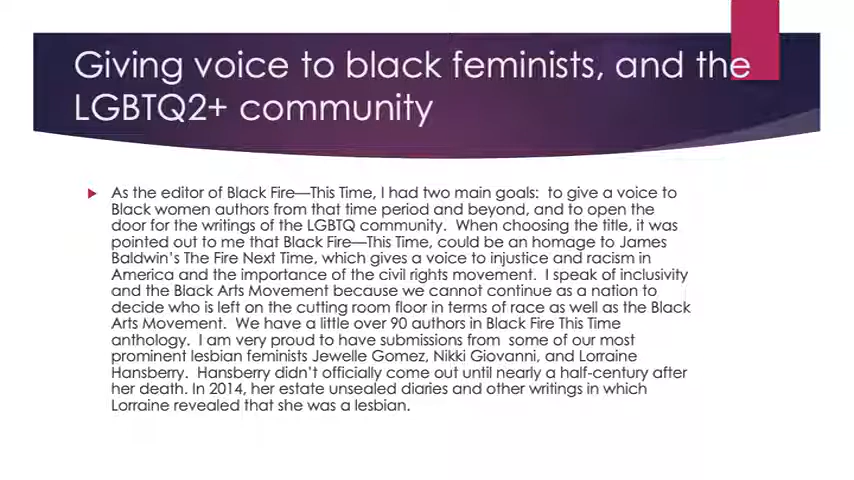 Giving voice to black feminists, and the
LGBTQ2+ community
As the editor of Black Fire—This Time, I had two main goals:  to give a voice to
Black women authors from that time period and beyond, and to open the
door for the writings of the LGBTQ community.  When choosing the title, it was
pointed out to me that Black Fire—This Time, could be an homage to James
Baldwin's The Fire Next Time, which gives a voice to injustice and racism in
America and the importance of the civil rights movement.  I speak of inclusivity
and the Black Arts Movement because we cannot continue as a nation to
decide who is left on the cutting room floor in terms of race as well as the Black
Arts Movement.  We have a little over 90 authors in Black Fire This Time
anthology.  I am very proud to have submissions from  some of our most
prominent lesbian feminists Jewelle Gomez, Nikki Giovanni, and Lorraine
Hansberry.  Hansberry didn't officially come out until nearly a half-century after
her death. In 2014, her estate unsealed diaries and other writings in which
Lorraine revealed that she was a lesbian.